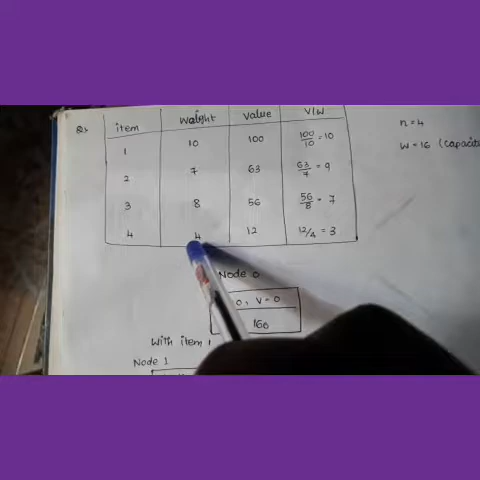 item Weight Value V/W
1 10 100 100/10 = 10
2 7 63 63/7 = 9
3 8 56 56/8 = 7
4 4 12 12/4 = 3
n = 4
W = 16 (capacit
Node 0
0, V = 0
160
With item 1
Node 1